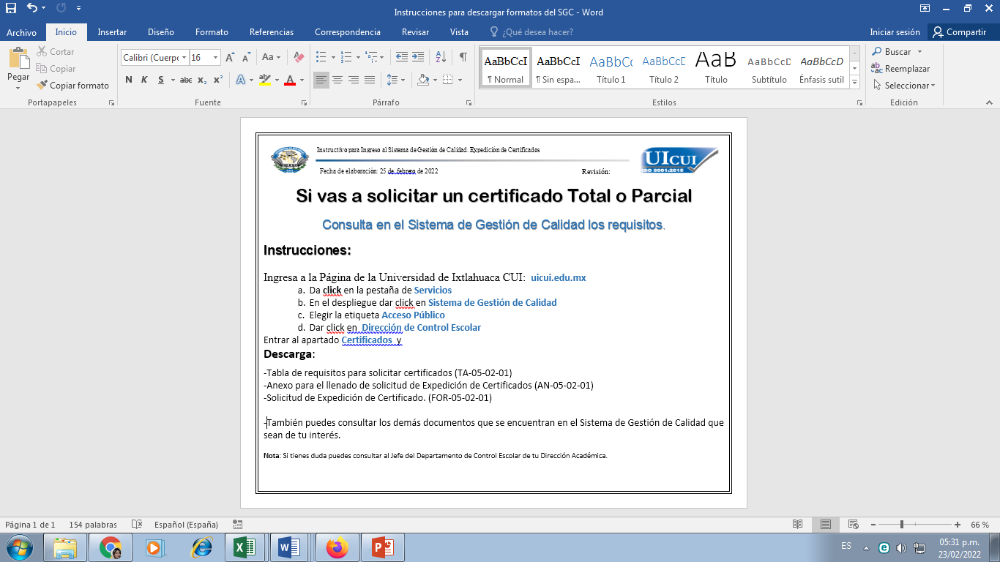 Instrucciones para descargar formatos del SGC - Word
Archivo Inicio Insertar Diseño Formato Referencias Correspondencia Revisar Vista ¿Qué desea hacer? Iniciar sesión Compartir
Pegar
Cortar
Copiar
Copiar formato
Portapapeles
Calibri (Cuerpo 16 Aa
N K S abc x₂ x² A aby A
Fuente
Párrafo
AaBbCcI AaBbCcI AaBbCc AaBbCcD AaB AaBbCcD AaBbCcD
¶ Normal ¶ Sin espa... Título 1 Título 2 Título Subtítulo Énfasis sutil
Estilos
Buscar
Reemplazar
Seleccionar
Edición
Instructivo para Ingreso al Sistema de Gestión de Calidad. Expedición de Certificados
UICUI
ISO 9001:2015
Fecha de elaboración: 25 de febrero de 2022 Revisión:
Si vas a solicitar un certificado Total o Parcial
Consulta en el Sistema de Gestión de Calidad los requisitos.
Instrucciones:
Ingresa a la Página de la Universidad de Ixtlahuaca CUI: uicui.edu.mx
a. Da click en la pestaña de Servicios
b. En el despliegue dar click en Sistema de Gestión de Calidad
c. Elegir la etiqueta Acceso Público
d. Dar click en Dirección de Control Escolar
Entrar al apartado Certificados y
Descarga:
-Tabla de requisitos para solicitar certificados (TA-05-02-01)
-Anexo para el llenado de solicitud de Expedición de Certificados (AN-05-02-01)
-Solicitud de Expedición de Certificado. (FOR-05-02-01)
-También puedes consultar los demás documentos que se encuentran en el Sistema de Gestión de Calidad que
sean de tu interés.
Nota: Si tienes duda puedes consultar al Jefe del Departamento de Control Escolar de tu Dirección Académica.
Página 1 de 1 154 palabras Español (España) 66 %
ES 05:31 p.m.
23/02/2022